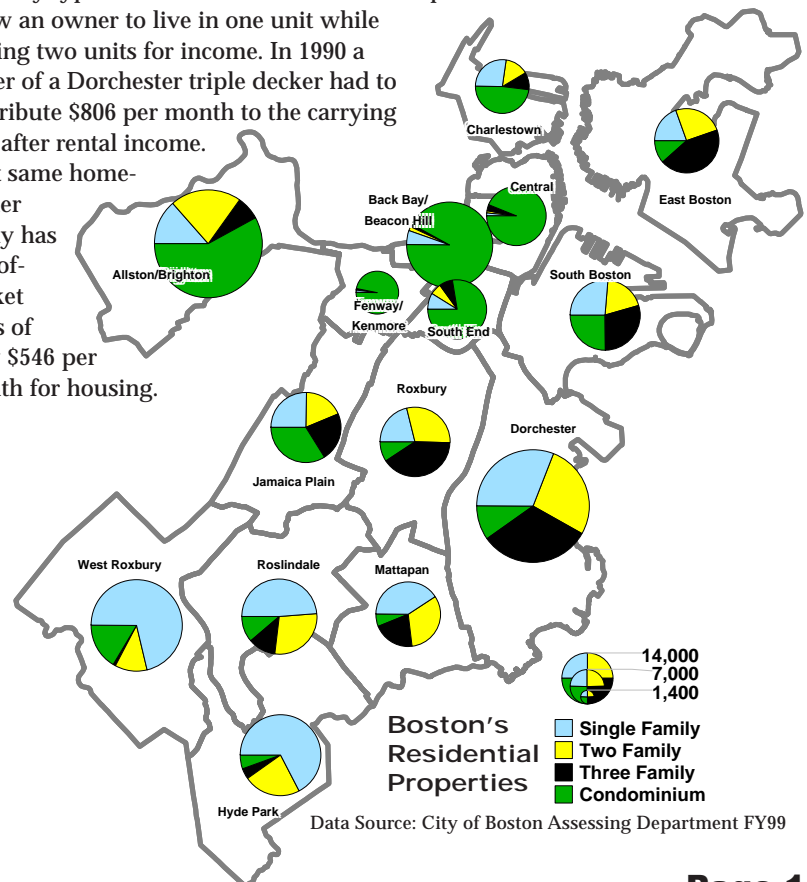 w an owner to live in one unit while
ing two units for income. In 1990 a
er of a Dorchester triple decker had to
ribute $806 per month to the carrying
after rental income.
same home-
er
y has
of-
ket
s of
$546 per
th for housing.
Charlestown
Central
Back Bay/
Beacon Hill
East Boston
Allston/Brighton
Fenway/
Kenmore
South End
South Boston
Roxbury
Dorchester
Jamaica Plain
West Roxbury
Roslindale
Mattapan
Hyde Park
14,000
7,000
1,400
Boston's
Residential
Properties
Single Family
Two Family
Three Family
Condominium
Data Source: City of Boston Assessing Department FY99
Page 1